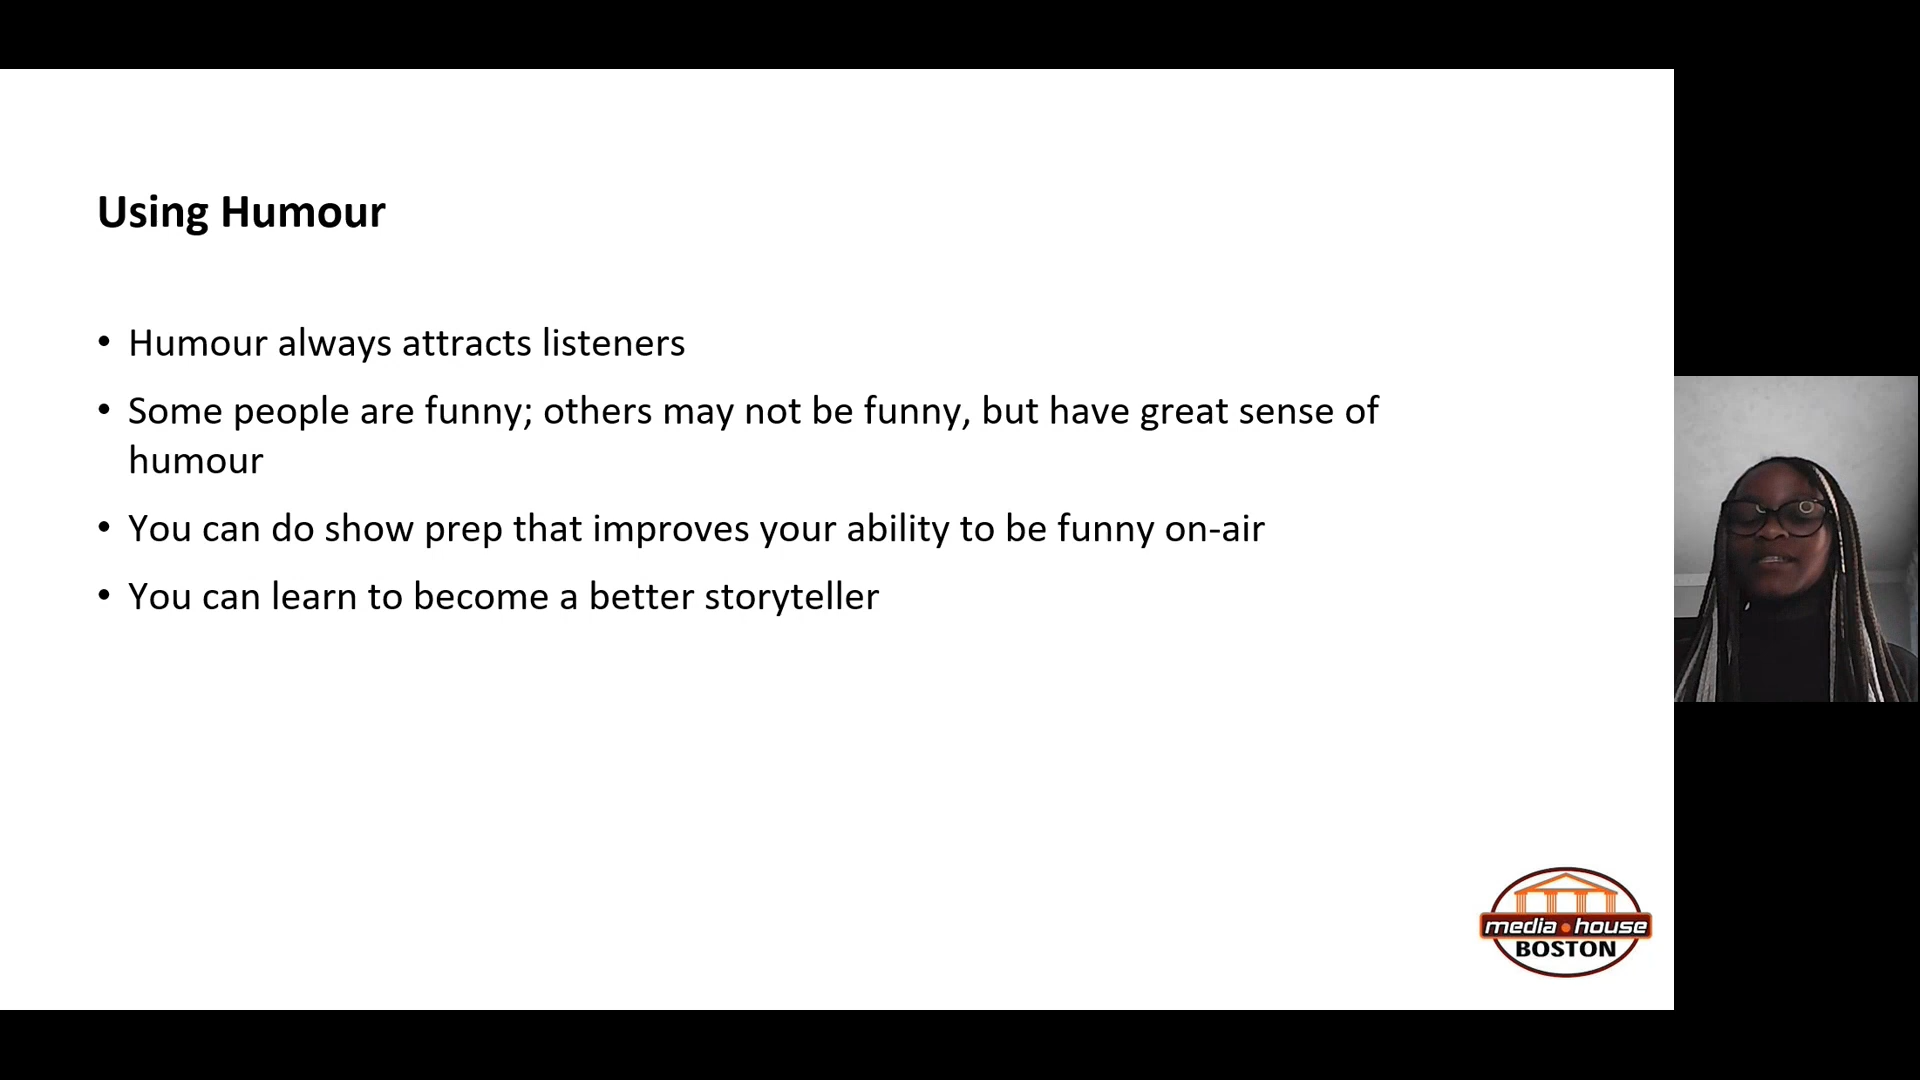 Using Humour
• Humour always attracts listeners
• Some people are funny; others may not be funny, but have great sense of
humour
• You can do show prep that improves your ability to be funny on-air
• You can learn to become a better storyteller
media • house
BOSTON